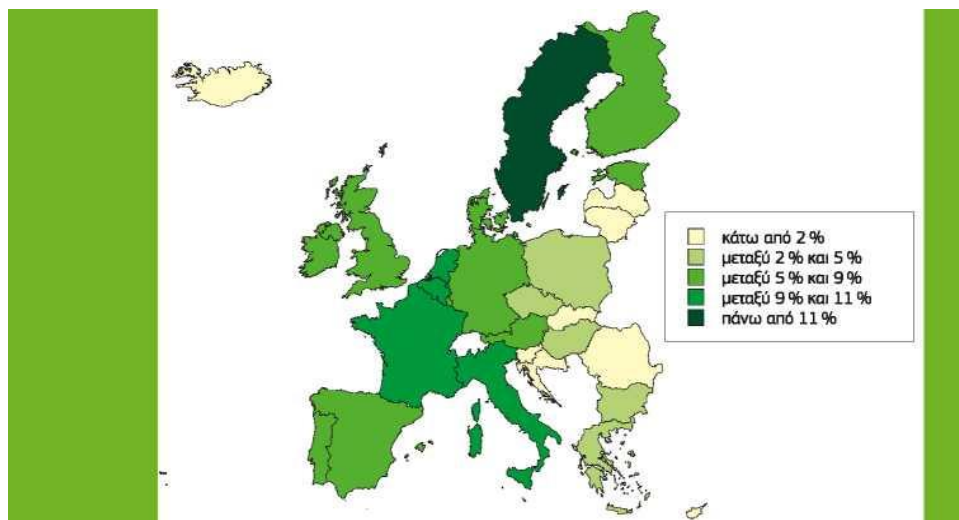 κάτω από 2 %
μεταξύ 2 % και 5 %
μεταξύ 5 % και 9 %
μεταξύ 9 % και 11 %
πάνω από 11 %